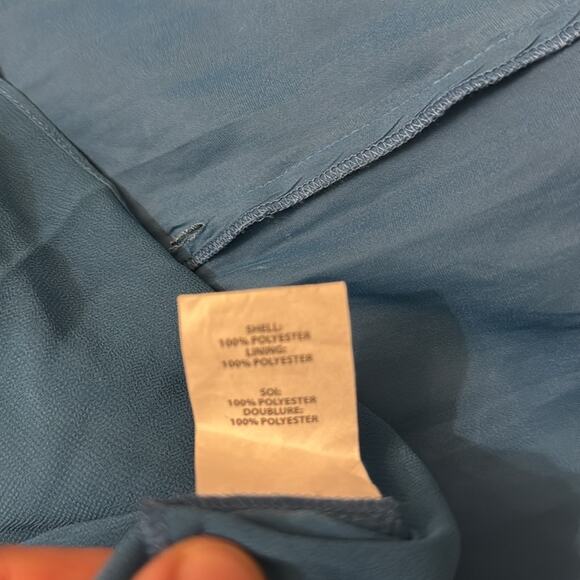 SHELL:
100% POLYESTER
LINING:
100% POLYESTER
SOI:
100% POLYESTER
DOUBLURE:
100% POLYESTER